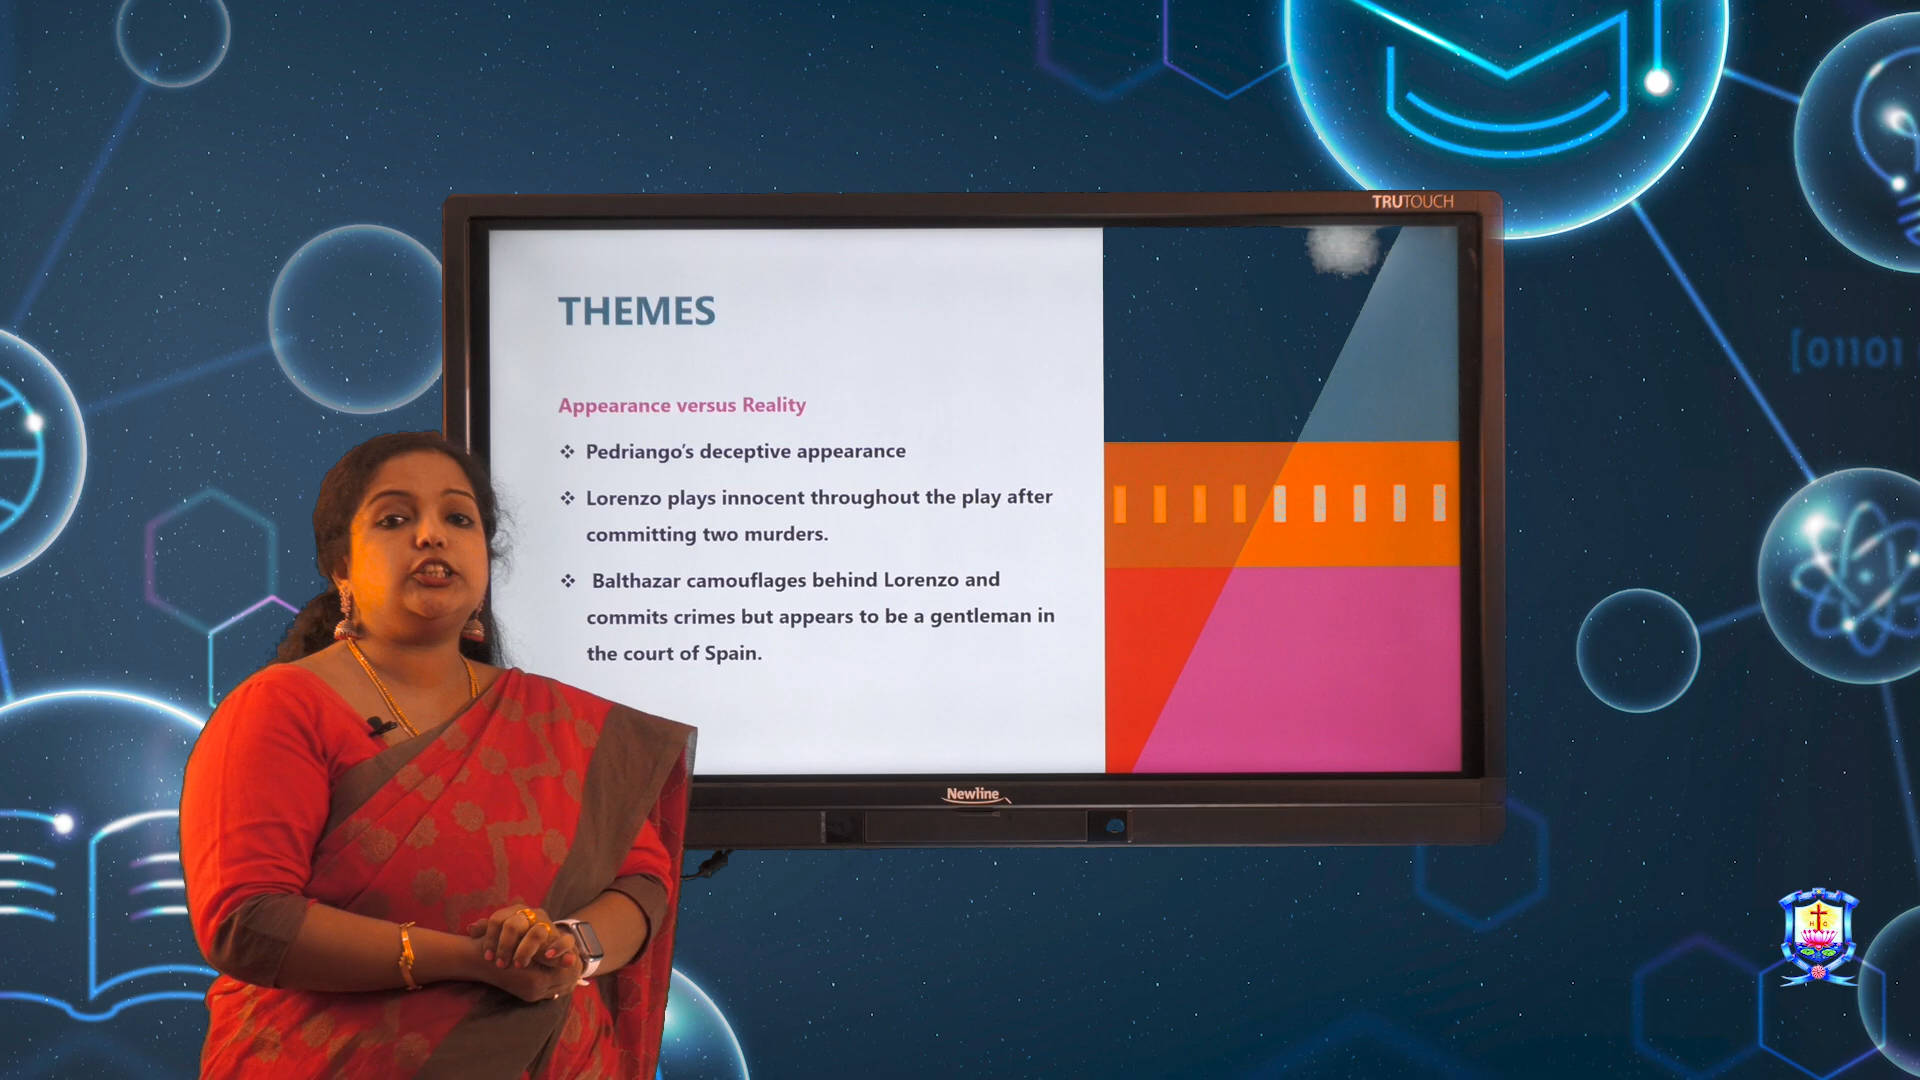 TRUTOUCH
THEMES
Appearance versus Reality
❖ Pedriango's deceptive appearance
❖ Lorenzo plays innocent throughout the play after
committing two murders.
❖ Balthazar camouflages behind Lorenzo and
commits crimes but appears to be a gentleman in
the court of Spain.
Newline
[01101
H C